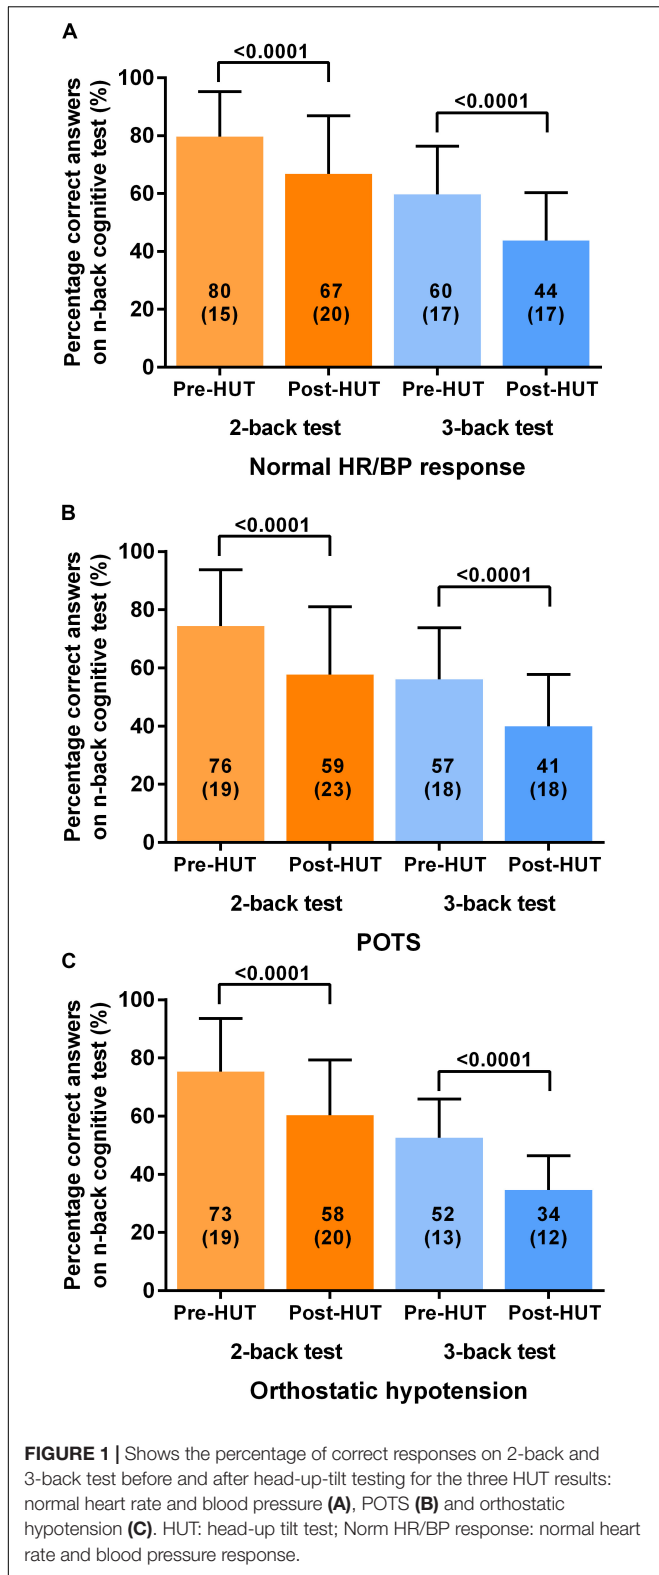 A
<0.0001
<0.0001
Percentage correct answers
on n-back cognitive test (%)
100
80
60
40
20
0
80
(15)
67
(20)
60
(17)
44
(17)
Pre-HUT Post-HUT Pre-HUT Post-HUT
2-back test 3-back test
Normal HR/BP response
B
<0.0001
<0.0001
Percentage correct answers
on n-back cognitive test (%)
100
80
60
40
20
0
76
(19)
59
(23)
57
(18)
41
(18)
Pre-HUT Post-HUT Pre-HUT Post-HUT
2-back test 3-back test
POTS
C
<0.0001
<0.0001
Percentage correct answers
on n-back cognitive test (%)
100
80
60
40
20
0
73
(19)
58
(20)
52
(13)
34
(12)
Pre-HUT Post-HUT Pre-HUT Post-HUT
2-back test 3-back test
Orthostatic hypotension
FIGURE 1 | Shows the percentage of correct responses on 2-back and
3-back test before and after head-up-tilt testing for the three HUT results:
normal heart rate and blood pressure (A), POTS (B) and orthostatic
hypotension (C). HUT: head-up tilt test; Norm HR/BP response: normal heart
rate and blood pressure response.